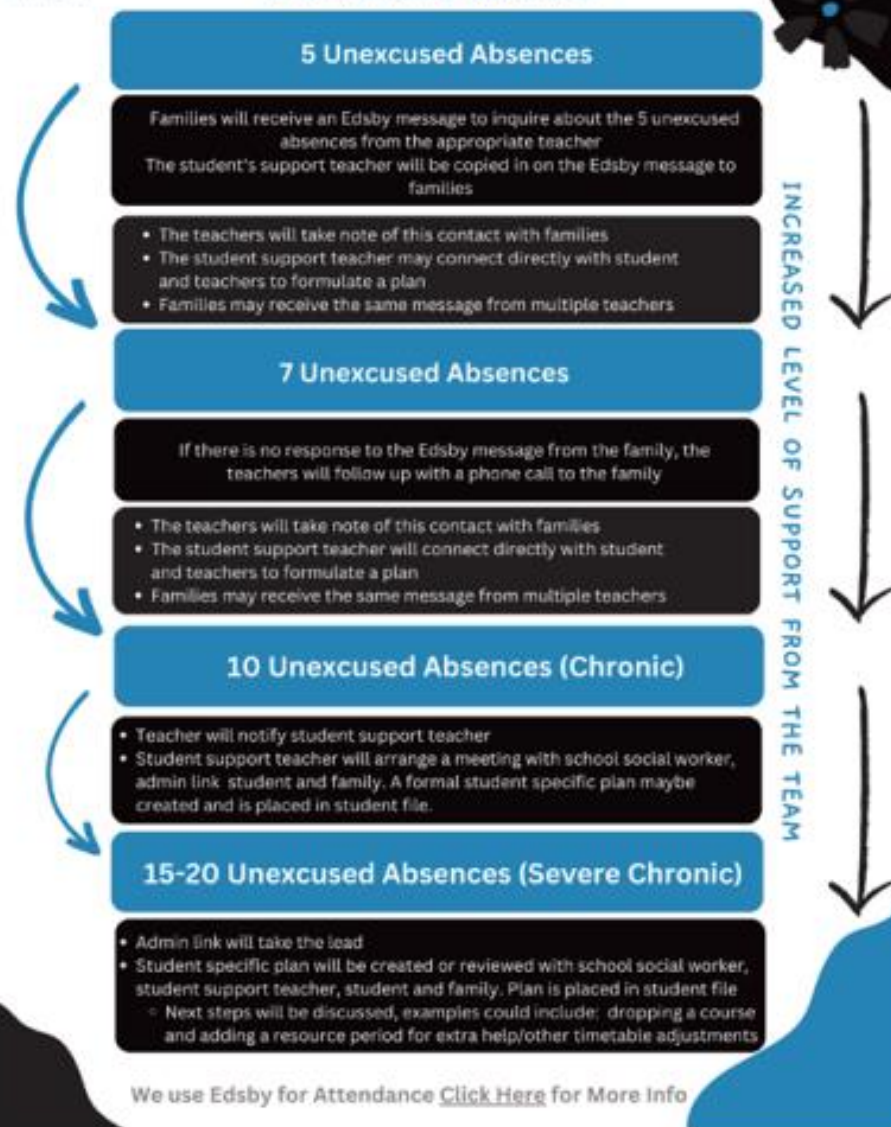 5 Unexcused Absences
Families will receive an Edsby message to inquire about the 5 unexcused
absences from the appropriate teacher
The student's support teacher will be copied in on the Edsby message to
families
• The teachers will take note of this contact with families
• The student support teacher may connect directly with student
and teachers to formulate a plan
• Families may receive the same message from multiple teachers
7 Unexcused Absences
If there is no response to the Edsby message from the family, the
teachers will follow up with a phone call to the family
• The teachers will take note of this contact with families
• The student support teacher will connect directly with student
and teachers to formulate a plan
• Families may receive the same message from multiple teachers
10 Unexcused Absences (Chronic)
• Teacher will notify student support teacher
• Student support teacher will arrange a meeting with school social worker,
admin link student and family. A formal student specific plan maybe
created and is placed in student file.
15-20 Unexcused Absences (Severe Chronic)
• Admin link will take the lead
• Student specific plan will be created or reviewed with school social worker,
student support teacher, student and family. Plan is placed in student file
◦ Next steps will be discussed, examples could include; dropping a course
and adding a resource period for extra help/other timetable adjustments
INCREASED LEVEL OF SUPPORT FROM THE TEAM
We use Edsby for Attendance Click Here for More Info